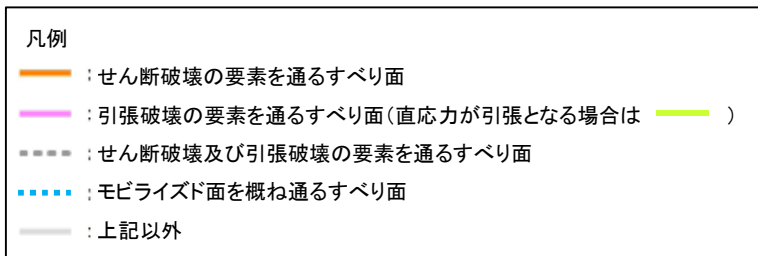 凡例
：せん断破壊の要素を通るすべり面
：引張破壊の要素を通るすべり面（直応力が引張となる場合は　　　）
：せん断破壊及び引張破壊の要素を通るすべり面
：モビライズド面を概ね通るすべり面
：上記以外